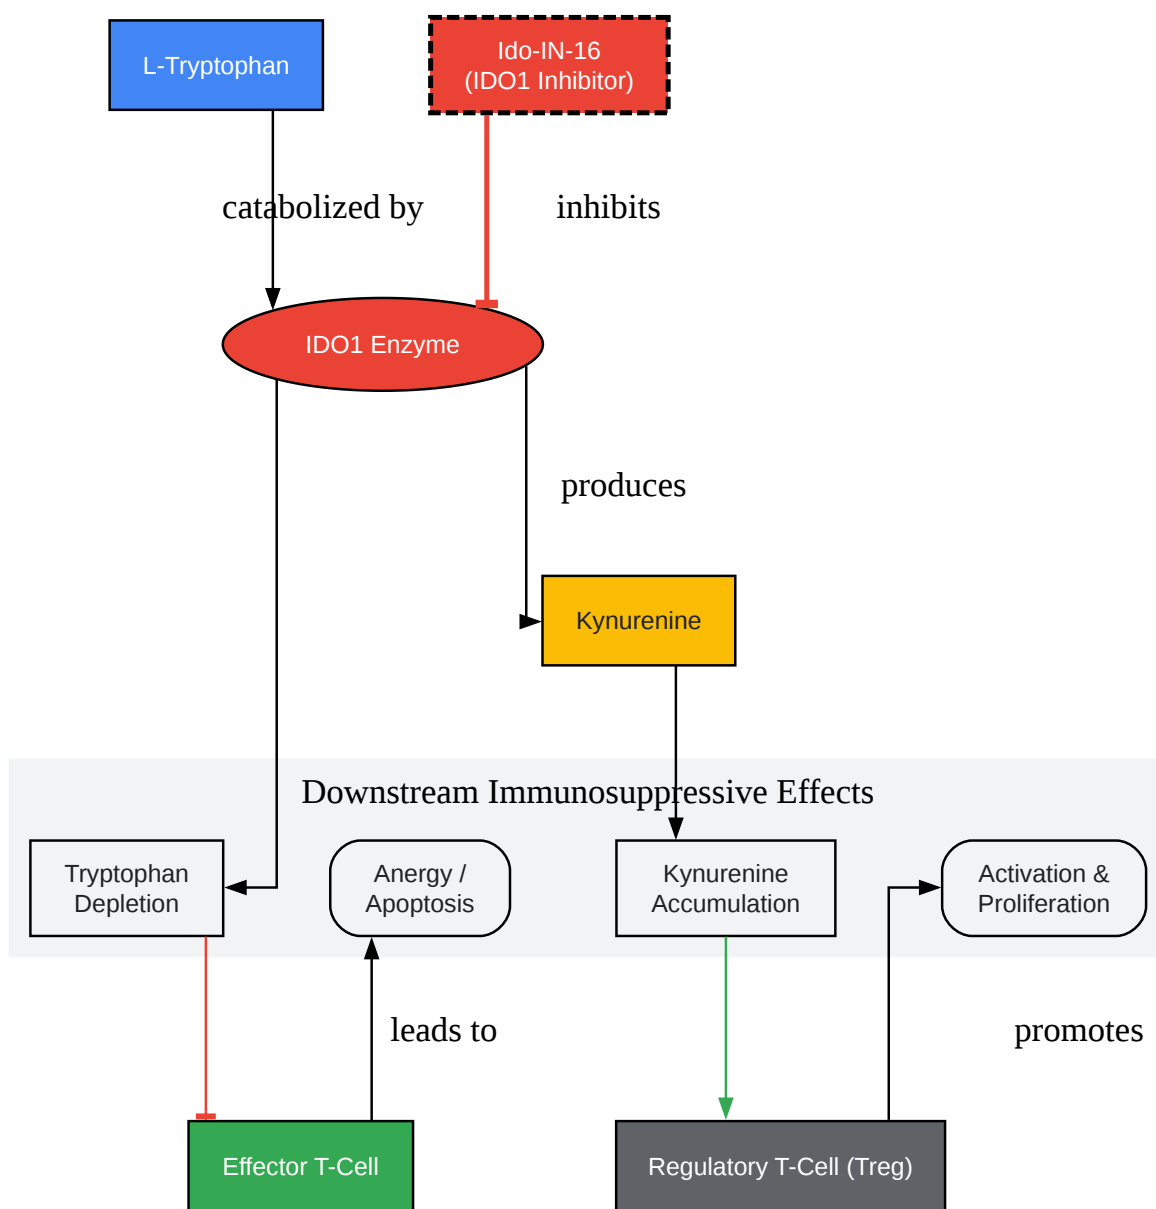 L-Tryptophan
Ido-IN-16
(IDO1 Inhibitor)
catabolized by
inhibits
IDO1 Enzyme
produces
Kynurenine
Downstream Immunosuppressive Effects
Tryptophan
Depletion
Anergy /
Apoptosis
Kynurenine
Accumulation
Activation &
Proliferation
leads to
promotes
Effector T-Cell
Regulatory T-Cell (Treg)